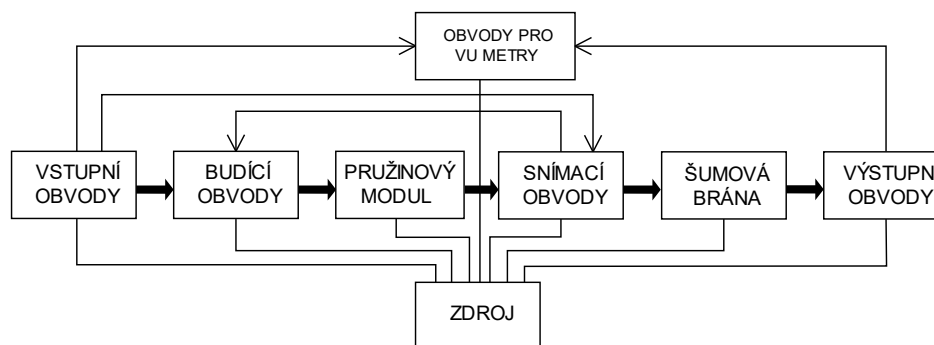 OBVODY PRO
VU METRY
VSTUPNÍ
OBVODY
BUDÍCÍ
OBVODY
PRUŽINOVÝ
MODUL
SNÍMACÍ
OBVODY
ŠUMOVÁ
BRÁNA
VÝSTUPNÍ
OBVODY
ZDROJ